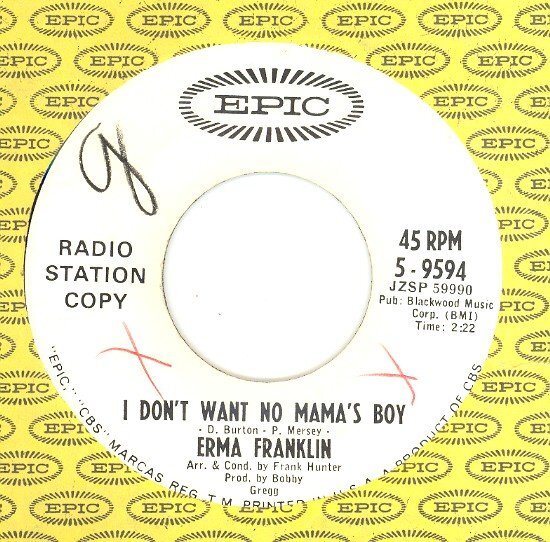 EPIC
g
RADIO
STATION
COPY
45 RPM
5-9594
JZSP 59990
Pub: Blackwood Music
Corp. (BMI)
Time: 2:22
X X
I DON'T WANT NO MAMA'S BOY
- D. Burton - P. Mersey -
ERMA FRANKLIN
Arr. & Cond. by Frank Hunter
Prod. by Bobby
Gregg
"EPIC," "CBS" MARCAS REG. T.M. PRINTED IN U.S.A. A PRODUCT OF CBS